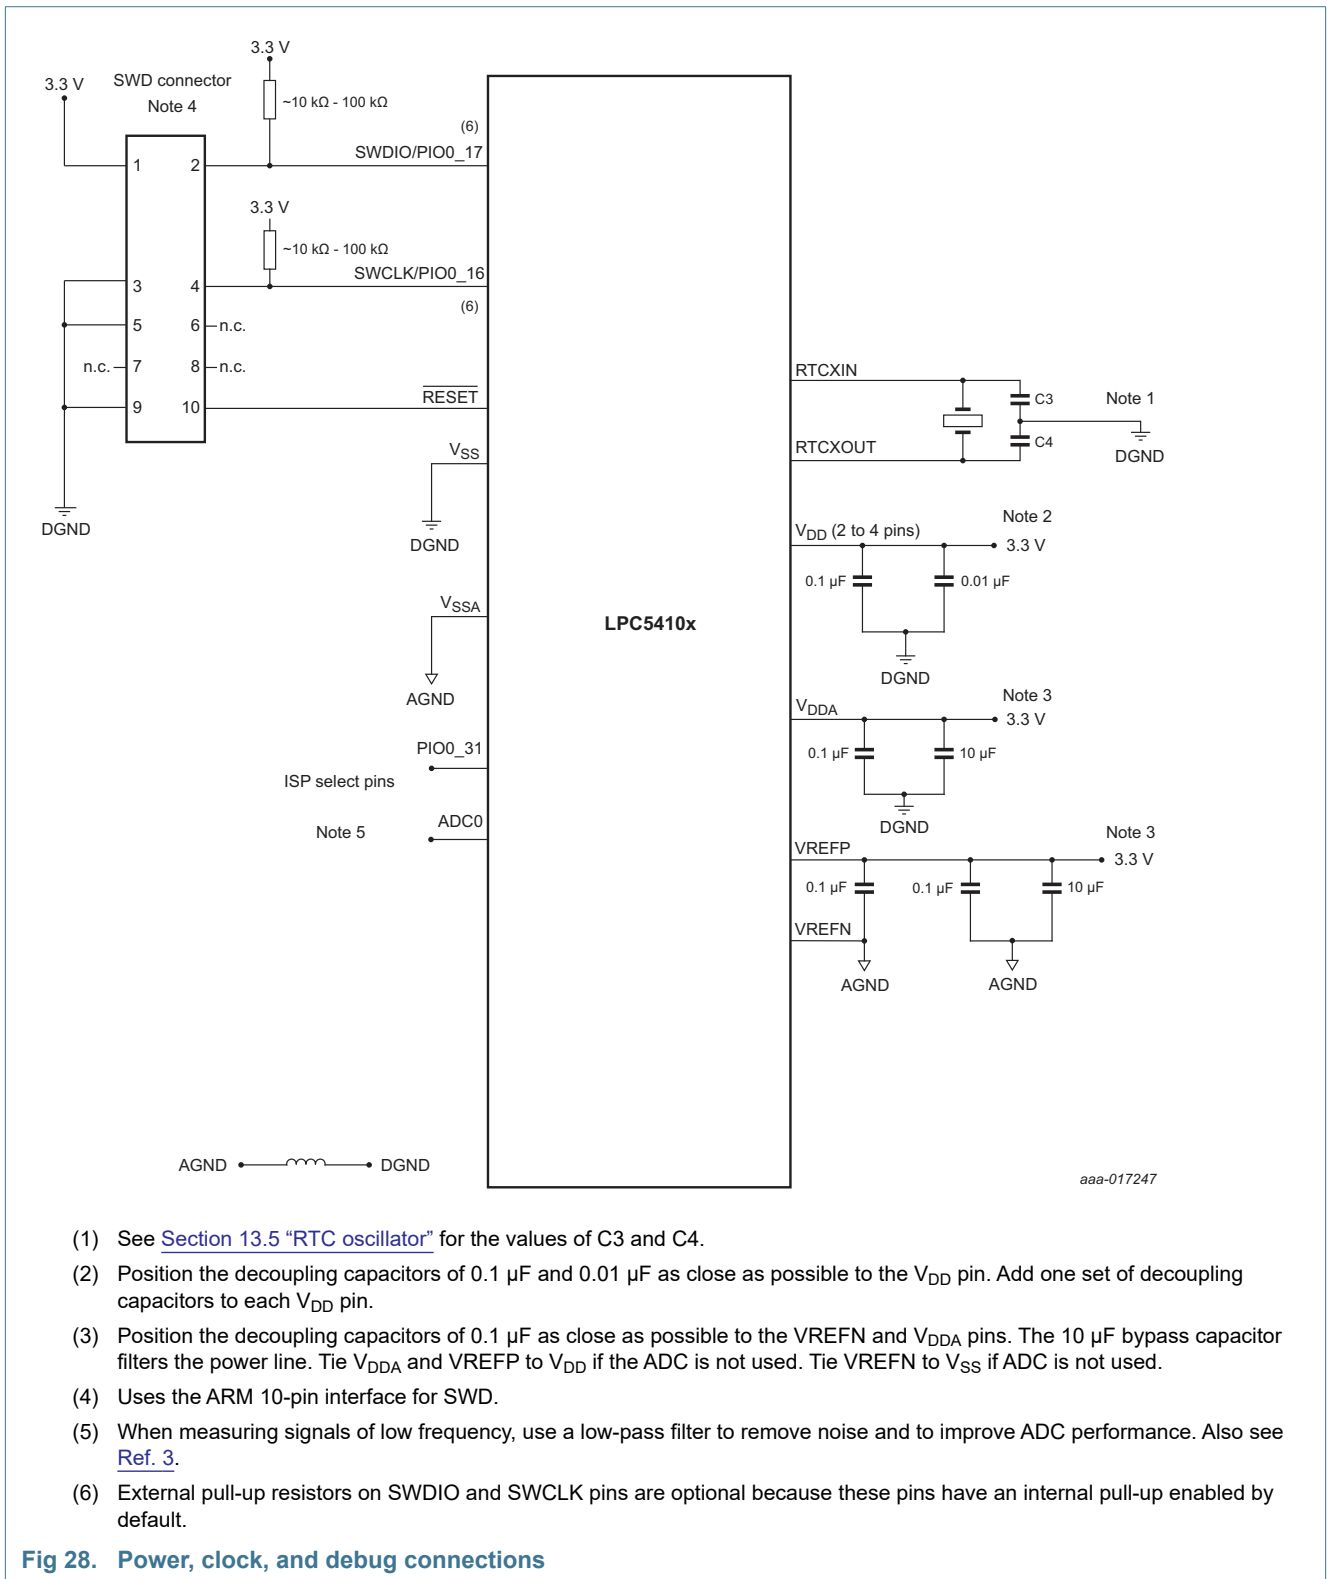 3.3 V
3.3 V
SWD connector
Note 4
~10 kΩ - 100 kΩ
(6)
1
2
SWDIO/PIO0_17
3.3 V
~10 kΩ - 100 kΩ
SWCLK/PIO0_16
3
4
(6)
5
6
n.c.
n.c.
7
8
n.c.
9
10
RESET
RTCXIN
C3
Note 1
RTCXOUT
C4
DGND
VSS
DGND
DGND
VDD (2 to 4 pins)
Note 2
3.3 V
0.1 µF
0.01 µF
DGND
VSSA
AGND
LPC5410x
VDDA
Note 3
3.3 V
0.1 µF
10 µF
DGND
PIO0_31
ISP select pins
ADC0
Note 5
VREFP
Note 3
3.3 V
0.1 µF
0.1 µF
10 µF
VREFN
AGND
AGND
AGND
DGND
aaa-017247
(1) See Section 13.5 “RTC oscillator” for the values of C3 and C4.
(2) Position the decoupling capacitors of 0.1 µF and 0.01 µF as close as possible to the VDD pin. Add one set of decoupling
capacitors to each VDD pin.
(3) Position the decoupling capacitors of 0.1 µF as close as possible to the VREFN and VDDA pins. The 10 µF bypass capacitor
filters the power line. Tie VDDA and VREFP to VDD if the ADC is not used. Tie VREFN to VSS if ADC is not used.
(4) Uses the ARM 10-pin interface for SWD.
(5) When measuring signals of low frequency, use a low-pass filter to remove noise and to improve ADC performance. Also see
Ref. 3.
(6) External pull-up resistors on SWDIO and SWCLK pins are optional because these pins have an internal pull-up enabled by
default.
Fig 28. Power, clock, and debug connections